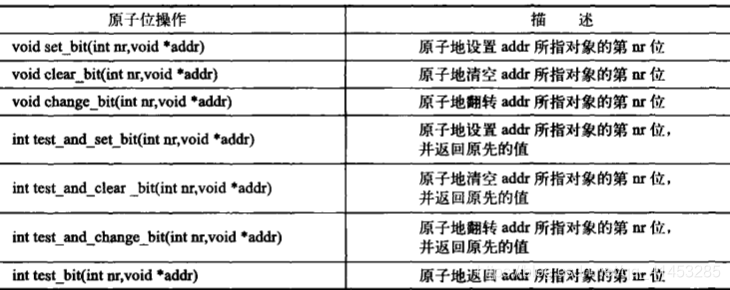 原子位操作
描 述
void set_bit(int nr,void *addr)
原子地设置 addr 所指对象的第 nr 位
void clear_bit(int nr,void *addr)
原子地清空 addr 所指对象的第 nr 位
void change_bit(int nr,void *addr)
原子地翻转 addr 所指对象的第 nr 位
int test_and_set_bit(int nr,void *addr)
原子地设置 addr 所指对象的第 nr 位，
并返回原先的值
int test_and_clear _bit(int nr,void *addr)
原子地清空 addr 所指对象的第 nr 位，
并返回原先的值
int test_and_change_bit(int nr,void *addr)
原子地翻转 addr 所指对象的第 nr 位，
并返回原先的值
int test_bit(int nr,void *addr)
原子地返回 addr 所指对象的第 nr 位